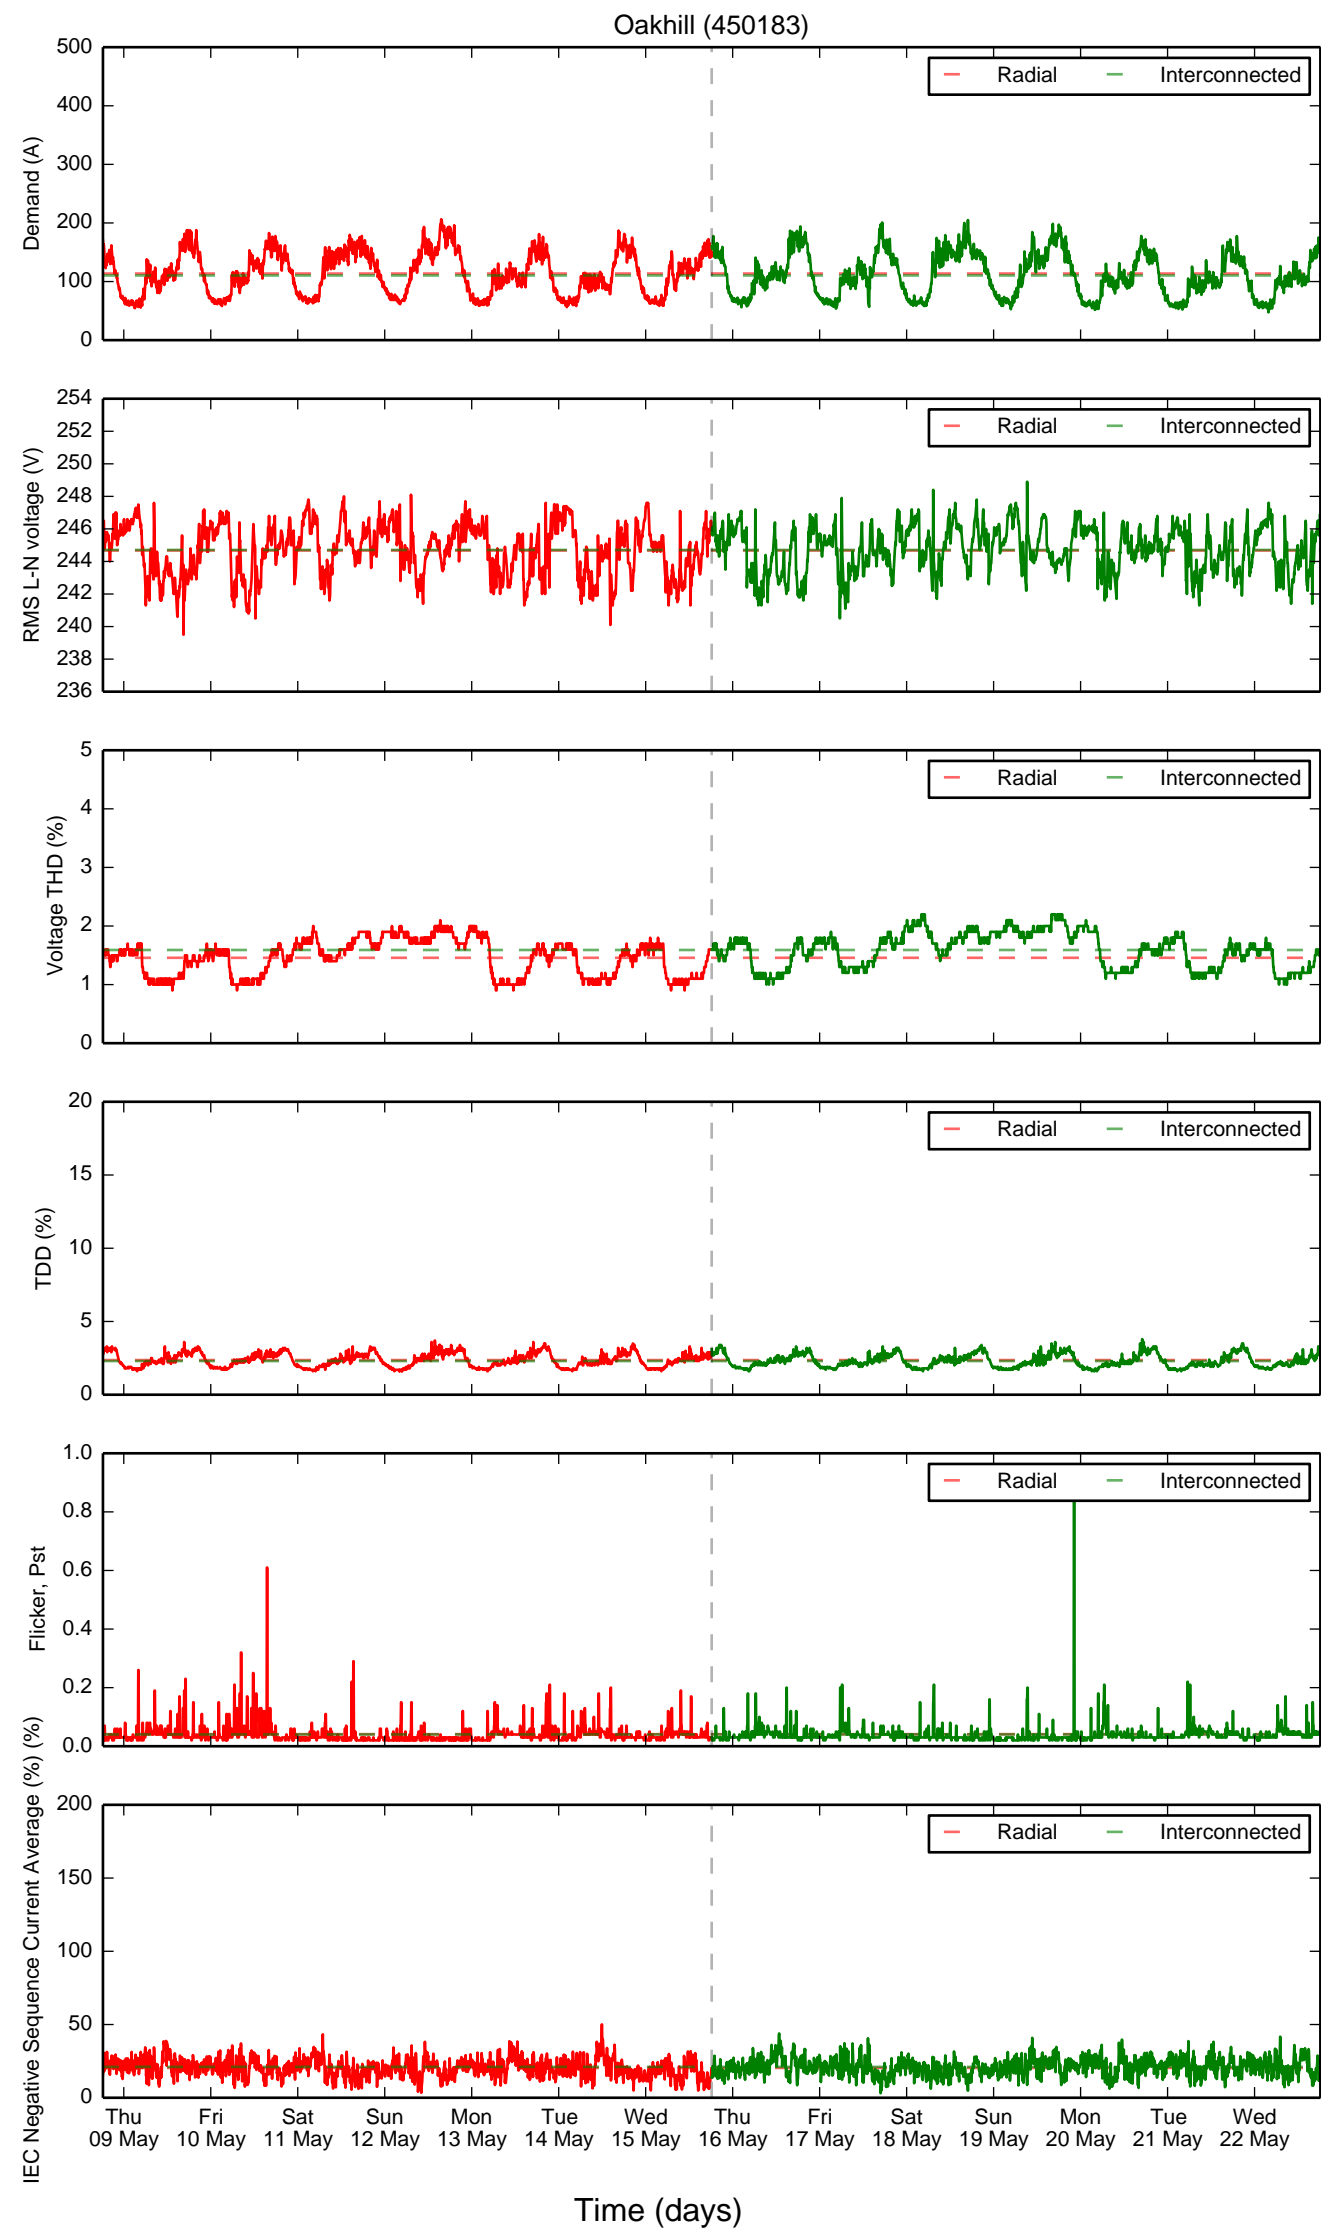 Oakhill (450183)
500
400
300
200
100
0
Demand (A)
Radial
Interconnected
254
252
250
248
246
244
242
240
238
236
RMS L-N voltage (V)
Radial
Interconnected
5
4
3
2
1
0
Voltage THD (%)
Radial
Interconnected
20
15
10
5
0
TDD (%)
Radial
Interconnected
1.0
0.8
0.6
0.4
0.2
0.0
Flicker, Pst
Radial
Interconnected
200
150
100
50
0
IEC Negative Sequence Current Average (%) (%)
Radial
Interconnected
Thu
09 May
Fri
10 May
Sat
11 May
Sun
12 May
Mon
13 May
Tue
14 May
Wed
15 May
Thu
16 May
Fri
17 May
Sat
18 May
Sun
19 May
Mon
20 May
Tue
21 May
Wed
22 May
Time (days)